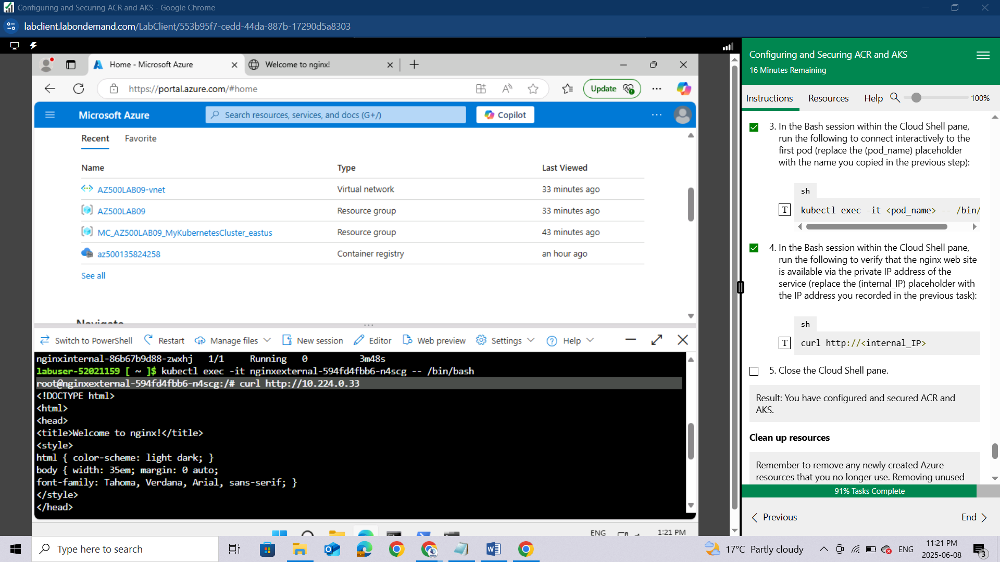 Configuring and Securing ACR and AKS - Google Chrome
labclient.labondemand.com/LabClient/553b95f7-cedd-44da-887b-17290d5a8303
Home - Microsoft Azure
Welcome to nginx!
https://portal.azure.com/#home
Update
Microsoft Azure
Search resources, services, and docs (G+/)
Copilot
Recent
Favorite
Name Type Last Viewed
AZ500LAB09-vnet Virtual network 33 minutes ago
AZ500LAB09 Resource group 33 minutes ago
MC_AZ500LAB09_MyKubernetesCluster_eastus Resource group 43 minutes ago
az500135824258 Container registry an hour ago
See all
Navigate
Switch to PowerShell Restart Manage files New session Editor Web preview Settings Help
nginxinternal-86b67b9d88-zwxhj 1/1 Running 0 3m48s
labuser-52021159 [ ~ ]$ kubectl exec -it nginxexternal-594fd4fbb6-n4scg -- /bin/bash
root@nginxexternal-594fd4fbb6-n4scg:/# curl http://10.224.0.33
<!DOCTYPE html>
<html>
<head>
<title>Welcome to nginx!</title>
<style>
html { color-scheme: light dark; }
body { width: 35em; margin: 0 auto;
font-family: Tahoma, Verdana, Arial, sans-serif; }
</style>
</head>
ENG
1:21 PM
Configuring and Securing ACR and AKS
16 Minutes Remaining
Instructions Resources Help 100%
3. In the Bash session within the Cloud Shell pane,
run the following to connect interactively to the
first pod (replace the (pod_name) placeholder
with the name you copied in the previous step):
sh
T
kubectl exec -it <pod_name> -- /bin/
4. In the Bash session within the Cloud Shell pane,
run the following to verify that the nginx web site
is available via the private IP address of the
service (replace the (internal_IP) placeholder with
the IP address you recorded in the previous task):
sh
T
curl http://<internal_IP>
5. Close the Cloud Shell pane.
Result: You have configured and secured ACR and
AKS.
Clean up resources
Remember to remove any newly created Azure
resources that you no longer use. Removing unused
91% Tasks Complete
Previous
End
Type here to search
17°C Partly cloudy
ENG
11:21 PM
2025-06-08
3